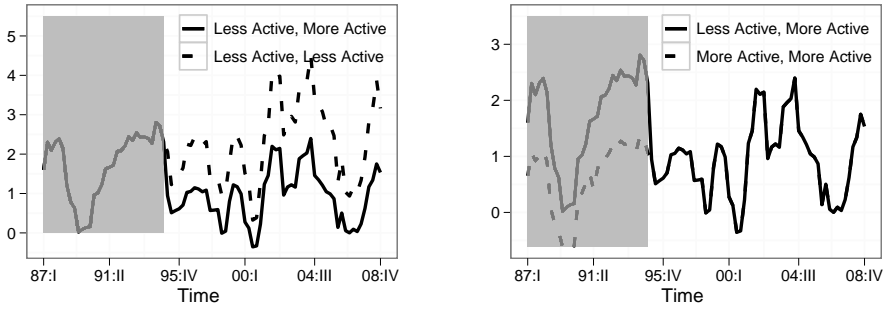 Less Active, More Active
Less Active, Less Active
5
4
3
2
1
0
87:I 91:II 95:IV 00:I 04:III 08:IV
Time
Less Active, More Active
More Active, More Active
3
2
1
0
87:I 91:II 95:IV 00:I 04:III 08:IV
Time